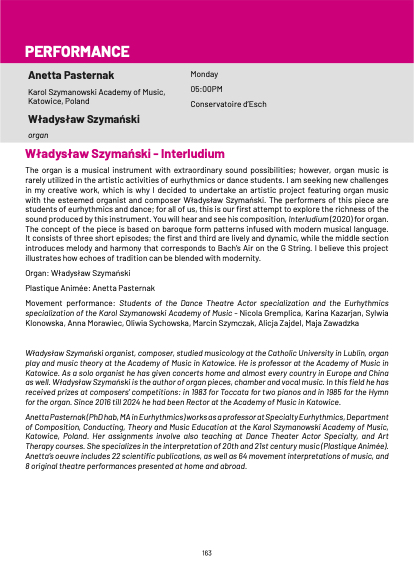 PERFORMANCE
Anetta Pasternak
Karol Szymanowski Academy of Music,
Katowice, Poland
Władysław Szymański
organ
Monday
05:00PM
Conservatoire d'Esch
Władysław Szymański - Interludium
The organ is a musical instrument with extraordinary sound possibilities; however, organ music is
rarely utilized in the artistic activities of eurhythmics or dance students. I am seeking new challenges
in my creative work, which is why I decided to undertake an artistic project featuring organ music
with the esteemed organist and composer Władysław Szymański. The performers of this piece are
students of eurhythmics and dance; for all of us, this is our first attempt to explore the richness of the
sound produced by this instrument. You will hear and see his composition, Interludium (2020) for organ.
The concept of the piece is based on baroque form patterns infused with modern musical language.
It consists of three short episodes; the first and third are lively and dynamic, while the middle section
introduces melody and harmony that corresponds to Bach's Air on the G String. I believe this project
illustrates how echoes of tradition can be blended with modernity.
Organ: Władysław Szymański
Plastique Animée: Anetta Pasternak
Movement performance: Students of the Dance Theatre Actor specialization and the Eurhythmics
specialization of the Karol Szymanowski Academy of Music - Nicola Gremplica, Karina Kazarjan, Sylwia
Klonowska, Anna Morawiec, Oliwia Sychowska, Marcin Szymczak, Alicja Zajdel, Maja Zawadzka
Władysław Szymański organist, composer, studied musicology at the Catholic University in Lublin, organ
play and music theory at the Academy of Music in Katowice. He is professor at the Academy of Music in
Katowice. As a solo organist he has given concerts home and almost every country in Europe and China
as well. Władysław Szymański is the author of organ pieces, chamber and vocal music. In this field he has
received prizes at composers' competitions: in 1983 for Toccata for two pianos and in 1985 for the Hymn
for the organ. Since 2016 till 2024 he had been Rector at the Academy of Music in Katowice.
Anetta Pasternak (PhD hab, MA in Eurhythmics) works as a professor at Specialty Eurhythmics, Department
of Composition, Conducting, Theory and Music Education at the Karol Szymanowski Academy of Music,
Katowice, Poland. Her assignments involve also teaching at Dance Theater Actor Specialty, and Art
Therapy courses. She specializes in the interpretation of 20th and 21st century music (Plastique Animée).
Anetta's oeuvre includes 22 scientific publications, as well as 64 movement interpretations of music, and
8 original theatre performances presented at home and abroad.
163